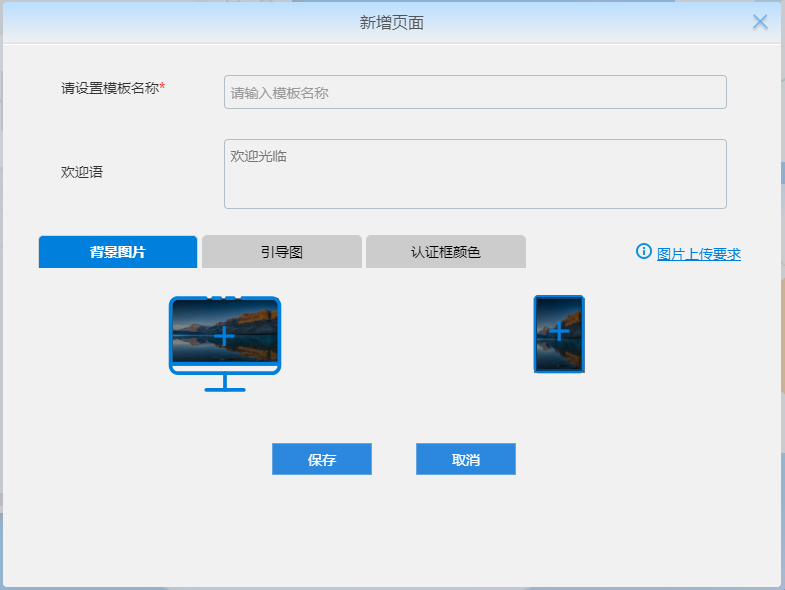 新增页面
请设置模板名称*
请输入模板名称
欢迎语
欢迎光临
背景图片
引导图
认证框颜色
图片上传要求
保存
取消